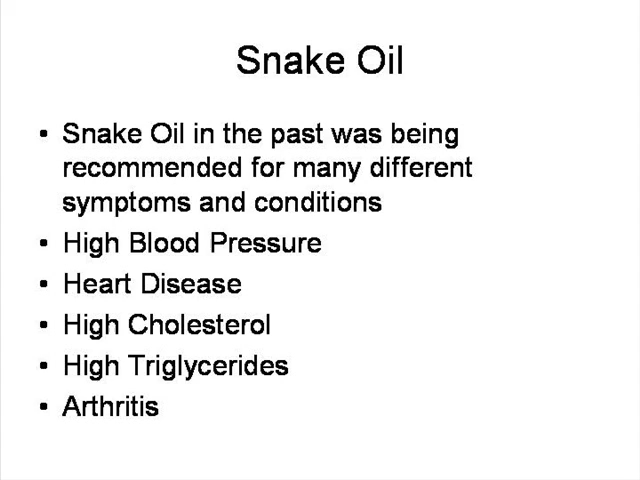 Snake Oil
• Snake Oil in the past was being
recommended for many different
symptoms and conditions
• High Blood Pressure
• Heart Disease
• High Cholesterol
• High Triglycerides
• Arthritis